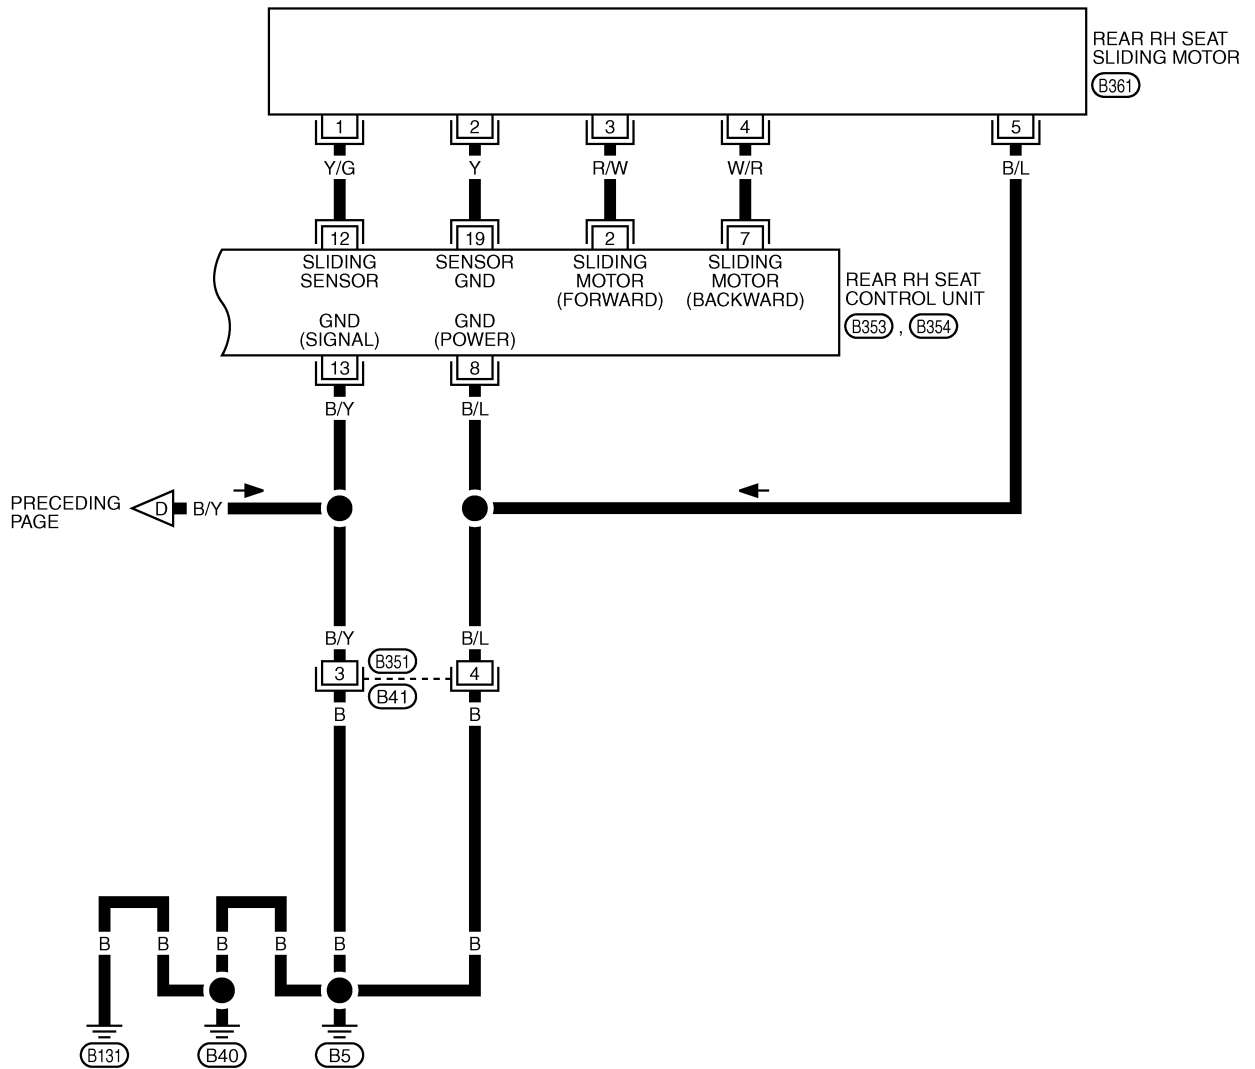 REAR RH SEAT
SLIDING MOTOR
B361
1 2 3 4 5
Y/G Y R/W W/R B/L
12 19 2 7
SLIDING
SENSOR
SENSOR
GND
SLIDING
MOTOR
(FORWARD)
SLIDING
MOTOR
(BACKWARD)
REAR RH SEAT
CONTROL UNIT
B353 , B354
GND
(SIGNAL)
GND
(POWER)
13 8
B/Y B/L
PRECEDING
PAGE
D B/Y
B/Y B/L
B351
3 4
B41
B B
B B B B B B
B131 B40 B5